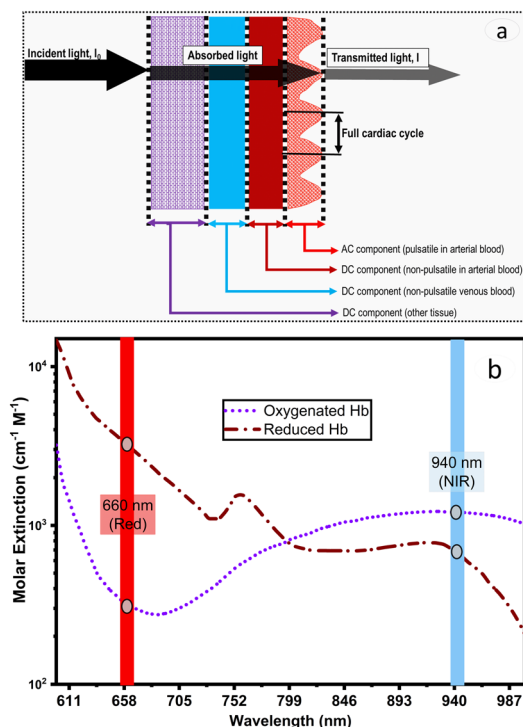 a
Incident light, I₀
Absorbed light
Transmitted light, I
Full cardiac cycle
AC component (pulsatile in arterial blood)
DC component (non-pulsatile in arterial blood)
DC component (non-pulsatile venous blood)
DC component (other tissue)
b
10⁴
Molar Extinction (cm⁻¹ M⁻¹)
Oxygenated Hb
Reduced Hb
940 nm
(NIR)
660 nm
(Red)
10³
10²
611 658 705 752 799 846 893 940 987
Wavelength (nm)